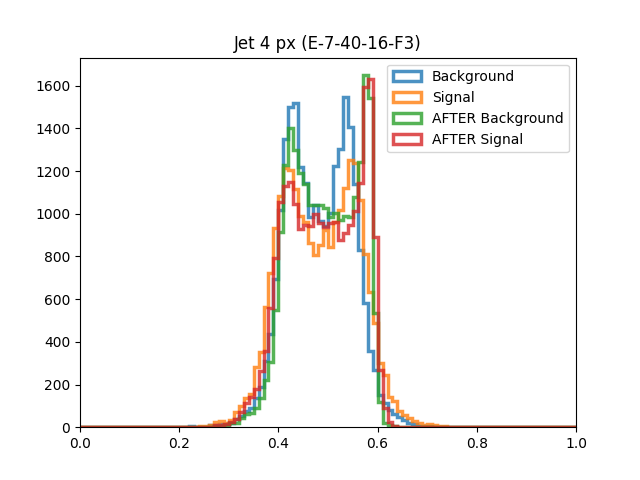 Jet 4 px (E-7-40-16-F3)
Background
Signal
AFTER Background
AFTER Signal
1600
1400
1200
1000
800
600
400
200
0
0.0 0.2 0.4 0.6 0.8 1.0